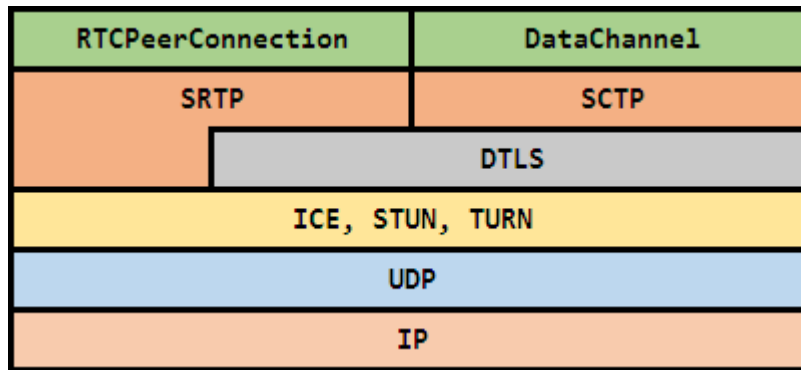 RTCPeerConnection
DataChannel
SRTP
SCTP
DTLS
ICE, STUN, TURN
UDP
IP